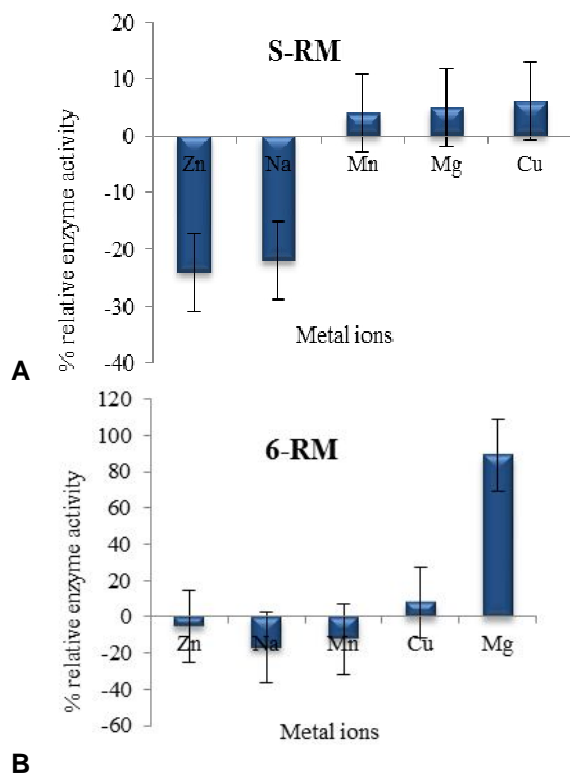 20
S-RM
10
0
Zn Na Mn Mg Cu
-10
-20
-30
-40
% relative enzyme activity
Metal ions
A
120
100
6-RM
80
60
40
20
0
Zn Na Mn Cu Mg
-20
-40
-60
% relative enzyme activity
Metal ions
B